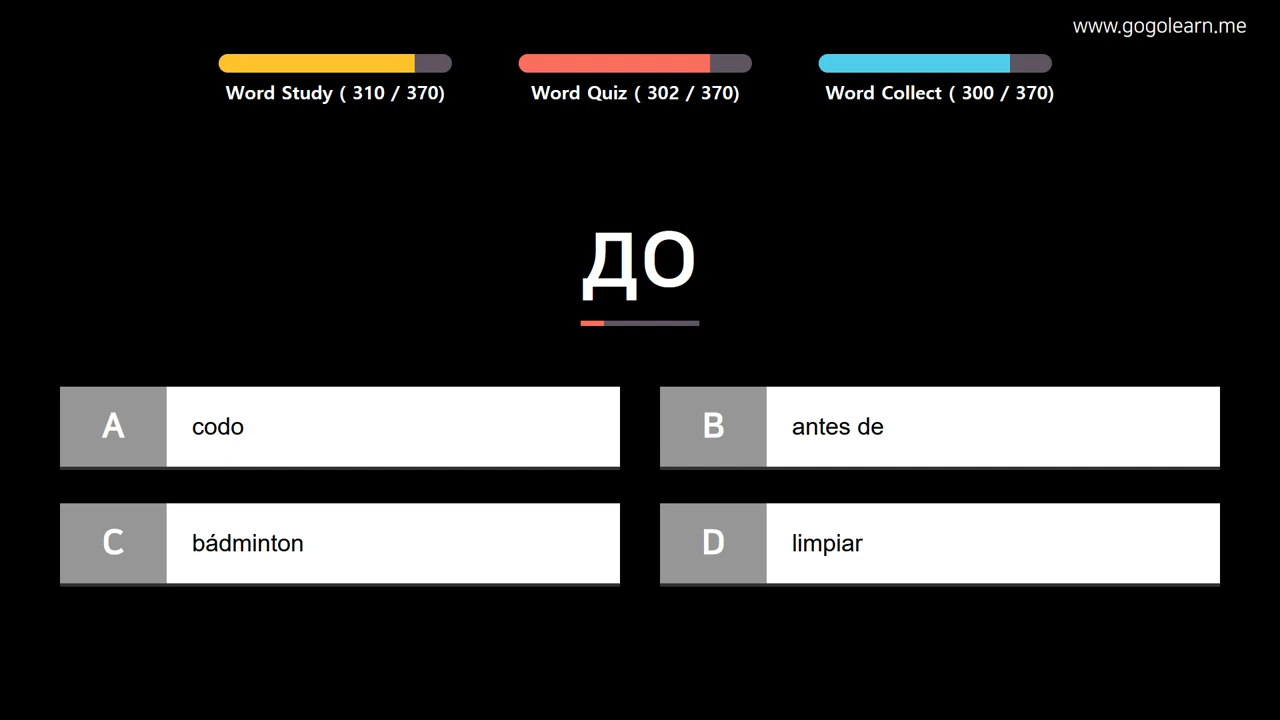 www.gogolearn.me
Word Study ( 310 / 370)
Word Quiz ( 302 / 370)
Word Collect ( 300 / 370)
до
A
codo
B
antes de
C
bádminton
D
limpiar